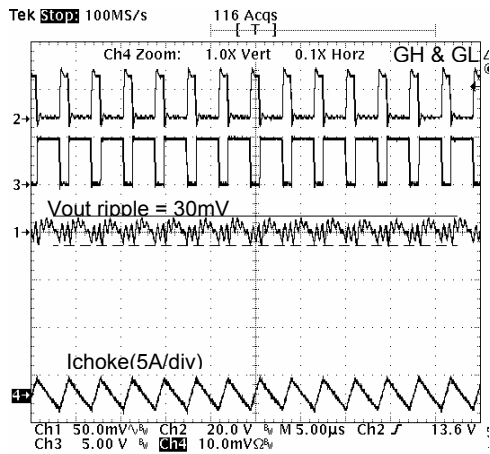 Tek Stop: 100MS/s 116 Acqs
[ T ]
Ch4 Zoom: 1.0X Vert 0.1X Horz
GH & GL
2→
3→
Vout ripple = 30mV
1→
Ichoke(5A/div)
4→
Ch1 50.0mV Ch2 20.0 V M 5.00µs Ch2 13.6 V
Ch3 5.00 V Ch4 10.0mVΩ